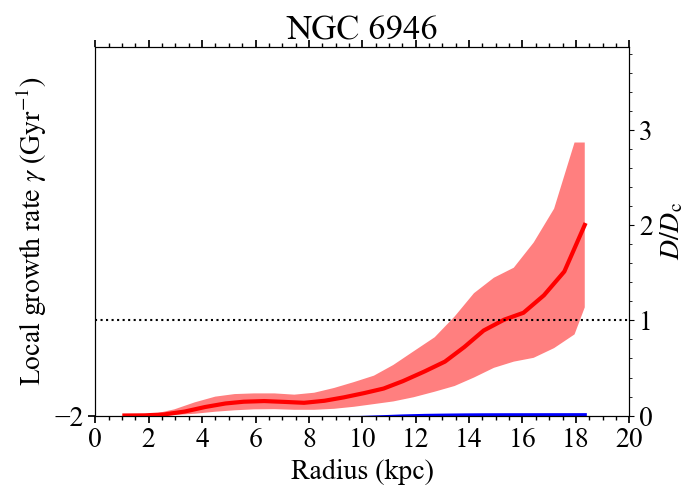 NGC 6946
Local growth rate γ (Gyr⁻¹)
−2
0 2 4 6 8 10 12 14 16 18 20
Radius (kpc)
3
2
1
0
D/D_c